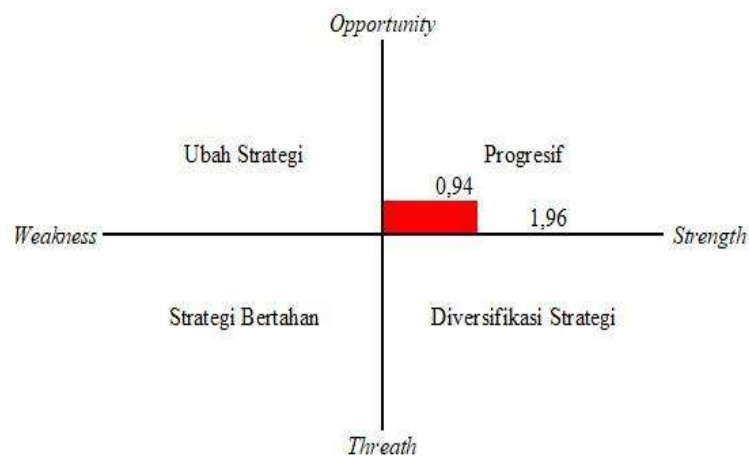 Opportunity
Ubah Strategi
Progresif
0,94
1,96
Weakness
Strength
Strategi Bertahan
Diversifikasi Strategi
Threath